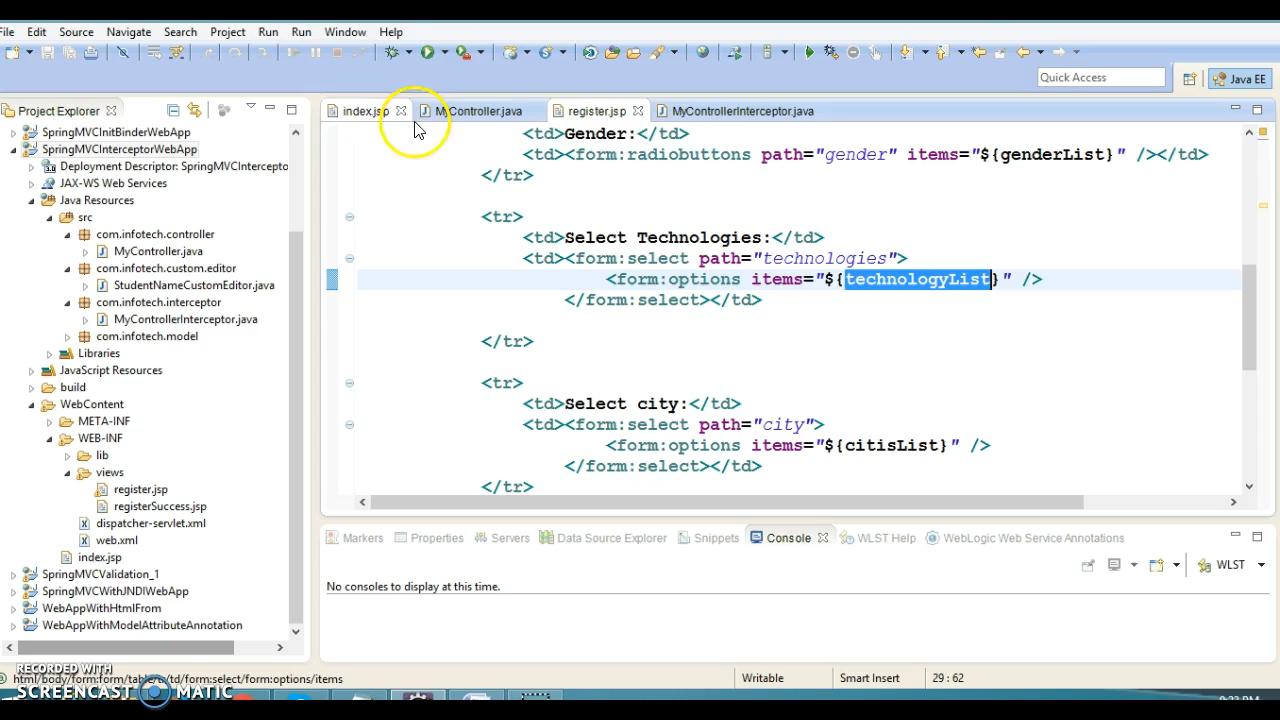 File Edit Source Navigate Search Project Run Run Window Help
Quick Access
Java EE
Project Explorer
SpringMVCInitBinderWebApp
SpringMVCInterceptorWebApp
Deployment Descriptor: SpringMVCIntercepto
JAX-WS Web Services
Java Resources
src
com.infotech.controller
MyController.java
com.infotech.custom.editor
StudentNameCustomEditor.java
com.infotech.interceptor
MyControllerInterceptor.java
com.infotech.model
Libraries
JavaScript Resources
build
WebContent
META-INF
WEB-INF
lib
views
register.jsp
registerSuccess.jsp
dispatcher-servlet.xml
web.xml
index.jsp
SpringMVCValidation_1
SpringMVCWithJNDIWebApp
WebAppWithHtmlFrom
WebAppWithModelAttributeAnnotation
index.jsp MyController.java register.jsp MyControllerInterceptor.java
<td>Gender:</td>
<td><form:radiobuttons path="gender" items="${genderList}" /></td>
</tr>
<tr>
<td>Select Technologies:</td>
<td><form:select path="technologies">
<form:options items="${technologyList}" />
</form:select></td>
</tr>
<tr>
<td>Select city:</td>
<td><form:select path="city">
<form:options items="${citisList}" />
</form:select></td>
</tr>
Markers Properties Servers Data Source Explorer Snippets Console WLST Help WebLogic Web Service Annotations
WLST
No consoles to display at this time.
html/body/form:form/table/tr/td/form:select/form:options/items
Writable Smart Insert 29 : 62
RECORDED WITH
SCREENCAST MATIC